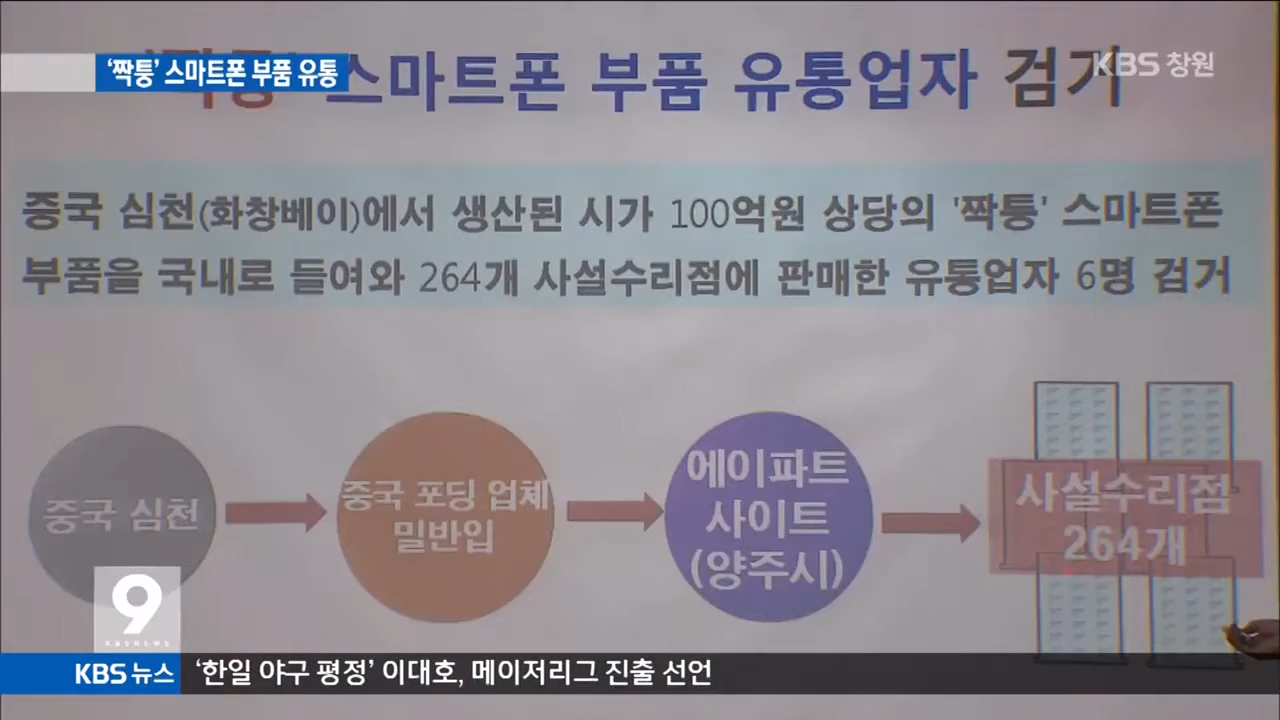 ‘짝퉁’ 스마트폰 부품 유통
스마트폰 부품 유통업자 검거
KBS 창원
중국 심천(화창베이)에서 생산된 시가 100억원 상당의 '짝퉁' 스마트폰
부품을 국내로 들여와 264개 사설수리점에 판매한 유통업자 6명 검거
중국 심천
중국 포딩 업체
밀반입
에이파트
사이트
(양주시)
사설수리점
264개
9
KBS NEWS
KBS 뉴스
‘한일 야구 평정’ 이대호, 메이저리그 진출 선언